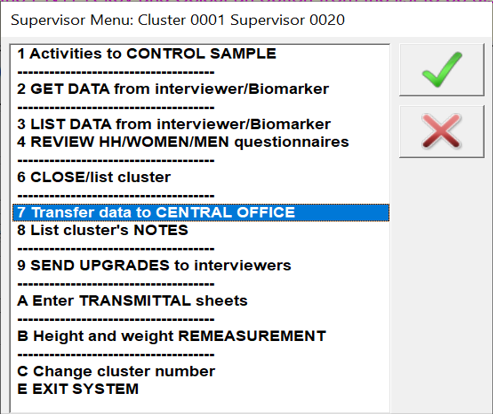 Supervisor Menu: Cluster 0001 Supervisor 0020
1 Activities to CONTROL SAMPLE
-------------------------------------
2 GET DATA from interviewer/Biomarker
-------------------------------------
3 LIST DATA from interviewer/Biomarker
4 REVIEW HH/WOMEN/MEN questionnaires
-------------------------------------
6 CLOSE/list cluster
-------------------------------------
7 Transfer data to CENTRAL OFFICE
8 List cluster's NOTES
-------------------------------------
9 SEND UPGRADES to interviewers
-------------------------------------
A Enter TRANSMITTAL sheets
-------------------------------------
B Height and weight REMEASUREMENT
-------------------------------------
C Change cluster number
E EXIT SYSTEM